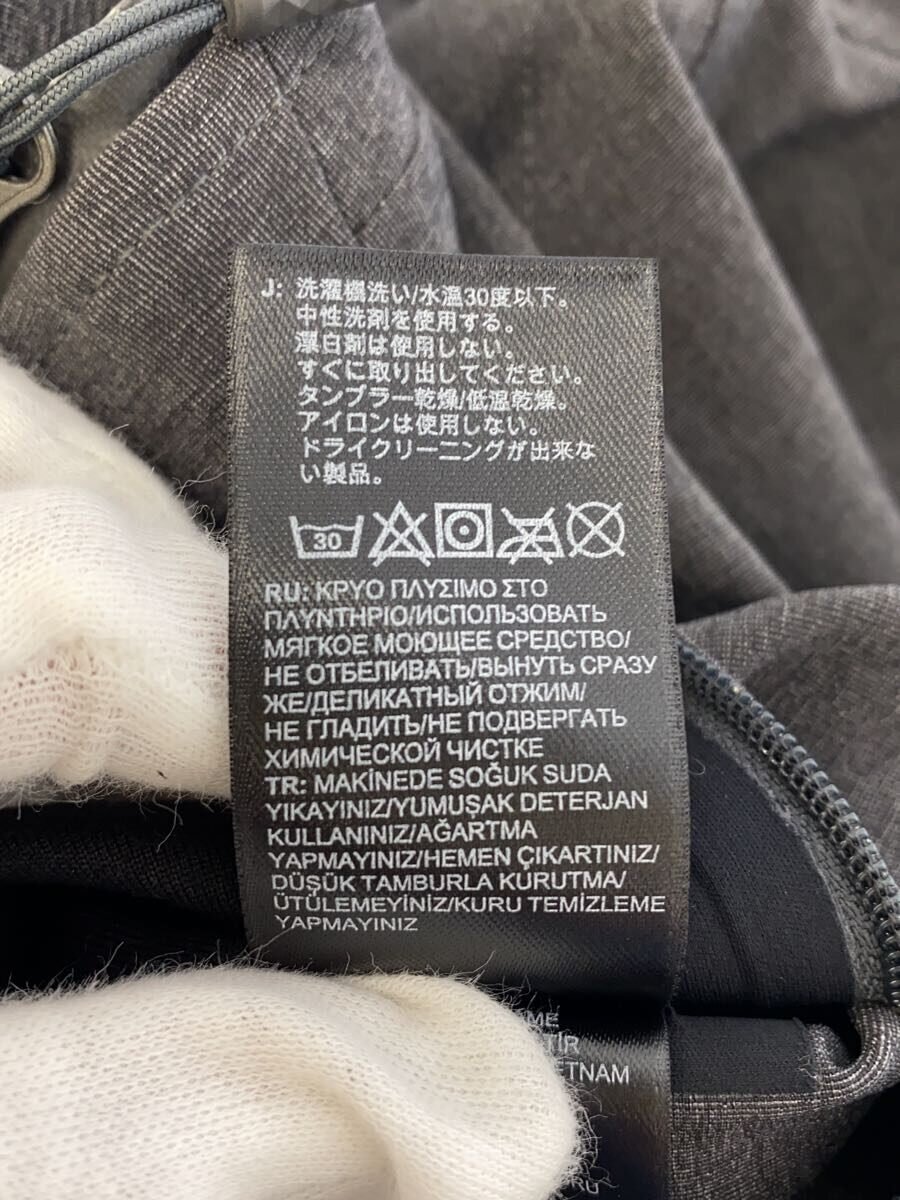 J: 洗濯機洗い/水温30度以下。
中性洗剤を使用する。
漂白剤は使用しない。
すぐに取り出してください。
タンブラー乾燥/低温乾燥。
アイロンは使用しない。
ドライクリーニングが出来な
い製品。
30
RU: ΚΡΥΟ ΠΛΥΣΙΜΟ ΣΤΟ
ΠΛΥΝΤΗΡΙΟ/ИСПОЛЬЗОВАТЬ
МЯГКОЕ МОЮЩЕЕ СРЕДСТВО/
НЕ ОТБЕЛИВАТЬ/ВЫНУТЬ СРАЗУ
ЖЕ/ДЕЛИКАТНЫЙ ОТЖИМ/
НЕ ГЛАДИТЬ/НЕ ПОДВЕРГАТЬ
ХИМИЧЕСКОЙ ЧИСТКЕ
TR: MAKİNEDE SOĞUK SUDA
YIKAYINIZ/YUMUŞAK DETERJAN
KULLANINIZ/AĞARTMA
YAPMAYINIZ/HEMEN ÇIKARTINIZ/
DÜŞÜK TAMBURLA KURUTMA/
ÜTÜLEMEYİNİZ/KURU TEMİZLEME
YAPMAYINIZ